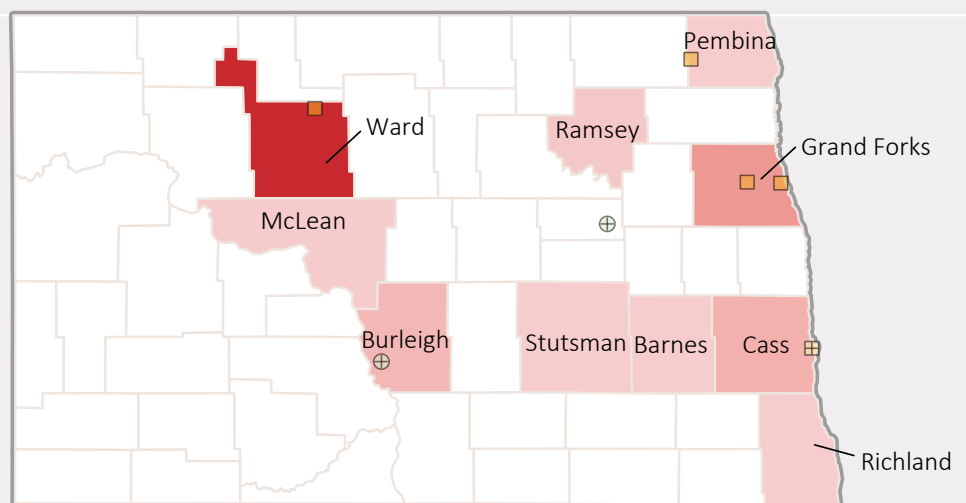 Pembina
Ward
Ramsey
Grand Forks
McLean
Burleigh
Stutsman
Barnes
Cass
Richland